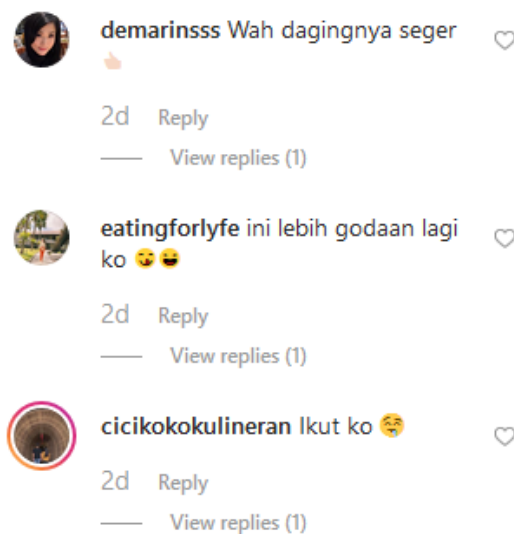 demarinsss Wah dagingnya seger
👍🏻
2d Reply
View replies (1)
eatingforlyfe ini lebih godaan lagi
ko 😋😄
2d Reply
View replies (1)
cicikokokulineran Ikut ko 🤤
2d Reply
View replies (1)